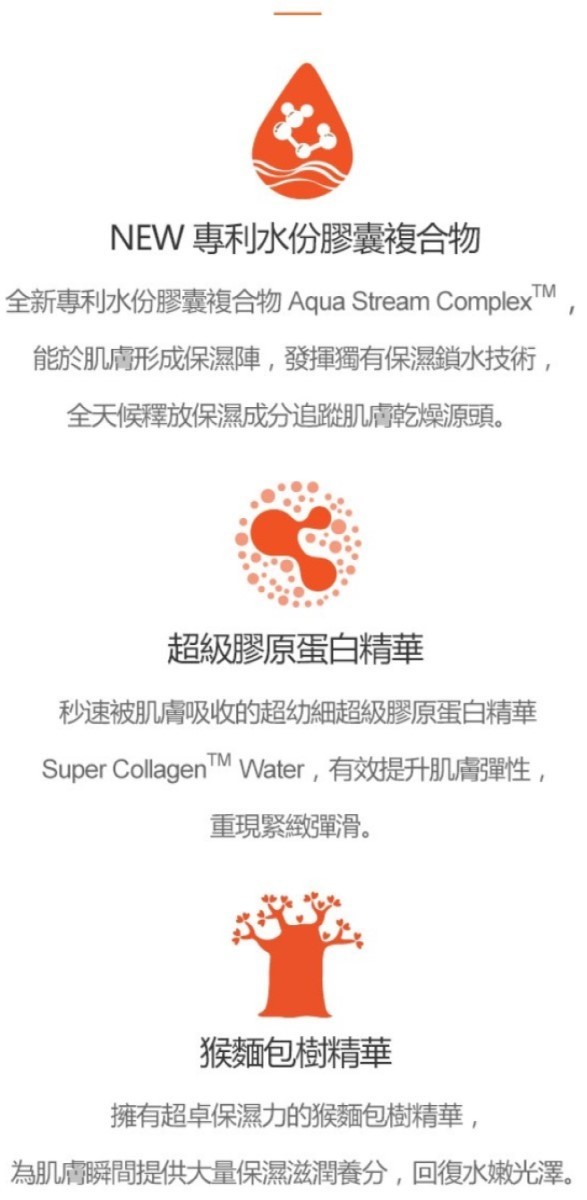 NEW 專利水份膠囊複合物
全新專利水份膠囊複合物 Aqua Stream Complex™，
能於肌膚形成保濕陣，發揮獨有保濕鎖水技術，
全天候釋放保濕成分追蹤肌膚乾燥源頭。
超級膠原蛋白精華
秒速被肌膚吸收的超幼細超級膠原蛋白精華
Super Collagen™ Water，有效提升肌膚彈性，
重現緊緻彈滑。
猴麵包樹精華
擁有超卓保濕力的猴麵包樹精華，
為肌膚瞬間提供大量保濕滋潤養分，回復水嫩光澤。